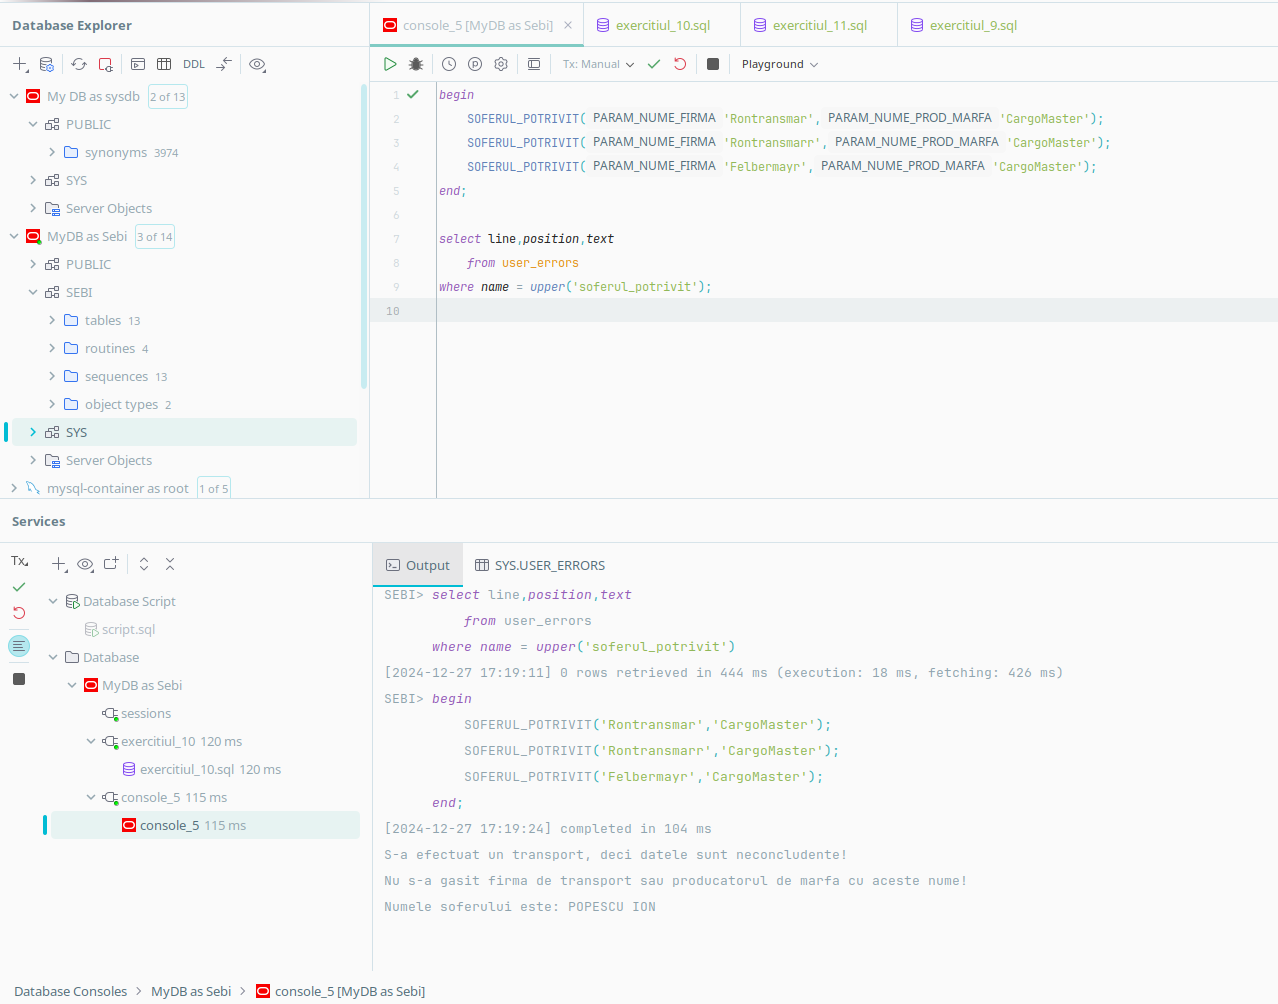 Database Explorer
console_5 [MyDB as Sebi]
exercitiul_10.sql
exercitiul_11.sql
exercitiul_9.sql
DDL
Tx: Manual
Playground
My DB as sysdb 2 of 13
PUBLIC
synonyms 3974
SYS
Server Objects
MyDB as Sebi 3 of 14
PUBLIC
SEBI
tables 13
routines 4
sequences 13
object types 2
SYS
Server Objects
mysql-container as root 1 of 5
1 begin
2 SOFERUL_POTRIVIT( PARAM_NUME_FIRMA 'Rontransmar', PARAM_NUME_PROD_MARFA 'CargoMaster');
3 SOFERUL_POTRIVIT( PARAM_NUME_FIRMA 'Rontransmarr', PARAM_NUME_PROD_MARFA 'CargoMaster');
4 SOFERUL_POTRIVIT( PARAM_NUME_FIRMA 'Felbermayr', PARAM_NUME_PROD_MARFA 'CargoMaster');
5 end;
6
7 select line,position,text
8 from user_errors
9 where name = upper('soferul_potrivit');
10
Services
Tx
Database Script
script.sql
Database
MyDB as Sebi
sessions
exercitiul_10 120 ms
exercitiul_10.sql 120 ms
console_5 115 ms
console_5 115 ms
Output
SYS.USER_ERRORS
SEBI> select line,position,text
from user_errors
where name = upper('soferul_potrivit')
[2024-12-27 17:19:11] 0 rows retrieved in 444 ms (execution: 18 ms, fetching: 426 ms)
SEBI> begin
SOFERUL_POTRIVIT('Rontransmar','CargoMaster');
SOFERUL_POTRIVIT('Rontransmarr','CargoMaster');
SOFERUL_POTRIVIT('Felbermayr','CargoMaster');
end;
[2024-12-27 17:19:24] completed in 104 ms
S-a efectuat un transport, deci datele sunt neconcludente!
Nu s-a gasit firma de transport sau producatorul de marfa cu aceste nume!
Numele soferului este: POPESCU ION
Database Consoles > MyDB as Sebi > console_5 [MyDB as Sebi]